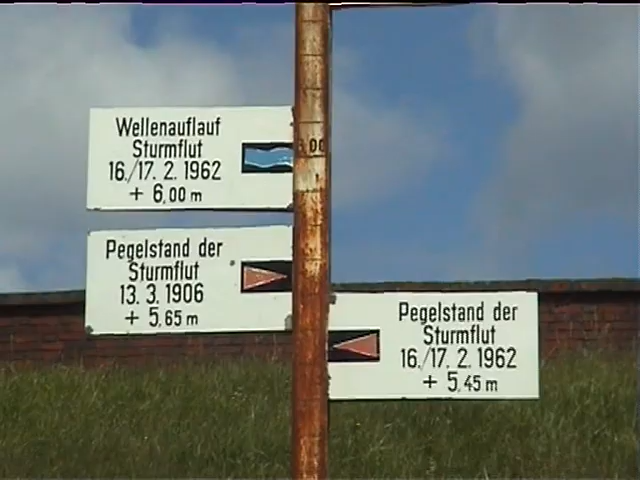 Wellenauflauf
Sturmflut
16./17. 2. 1962
+ 6,00 m
Pegelstand der
Sturmflut
13. 3. 1906
+ 5,65 m
Pegelstand der
Sturmflut
16./17. 2. 1962
+ 5,45 m